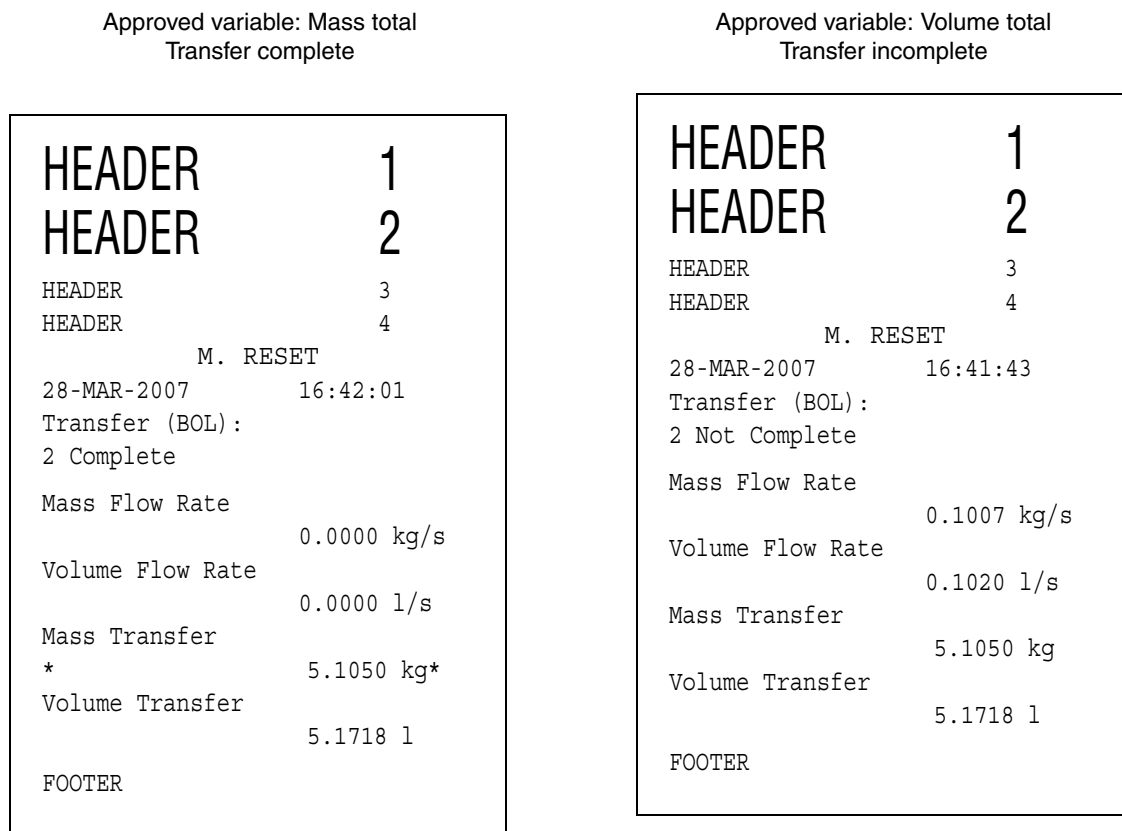 Approved variable: Mass total
Transfer complete
HEADER 1
HEADER 2
HEADER 3
HEADER 4
M. RESET
28-MAR-2007 16:42:01
Transfer (BOL):
2 Complete
Mass Flow Rate
0.0000 kg/s
Volume Flow Rate
0.0000 l/s
Mass Transfer
* 5.1050 kg*
Volume Transfer
5.1718 l
FOOTER
Approved variable: Volume total
Transfer incomplete
HEADER 1
HEADER 2
HEADER 3
HEADER 4
M. RESET
28-MAR-2007 16:41:43
Transfer (BOL):
2 Not Complete
Mass Flow Rate
0.1007 kg/s
Volume Flow Rate
0.1020 l/s
Mass Transfer
5.1050 kg
Volume Transfer
5.1718 l
FOOTER